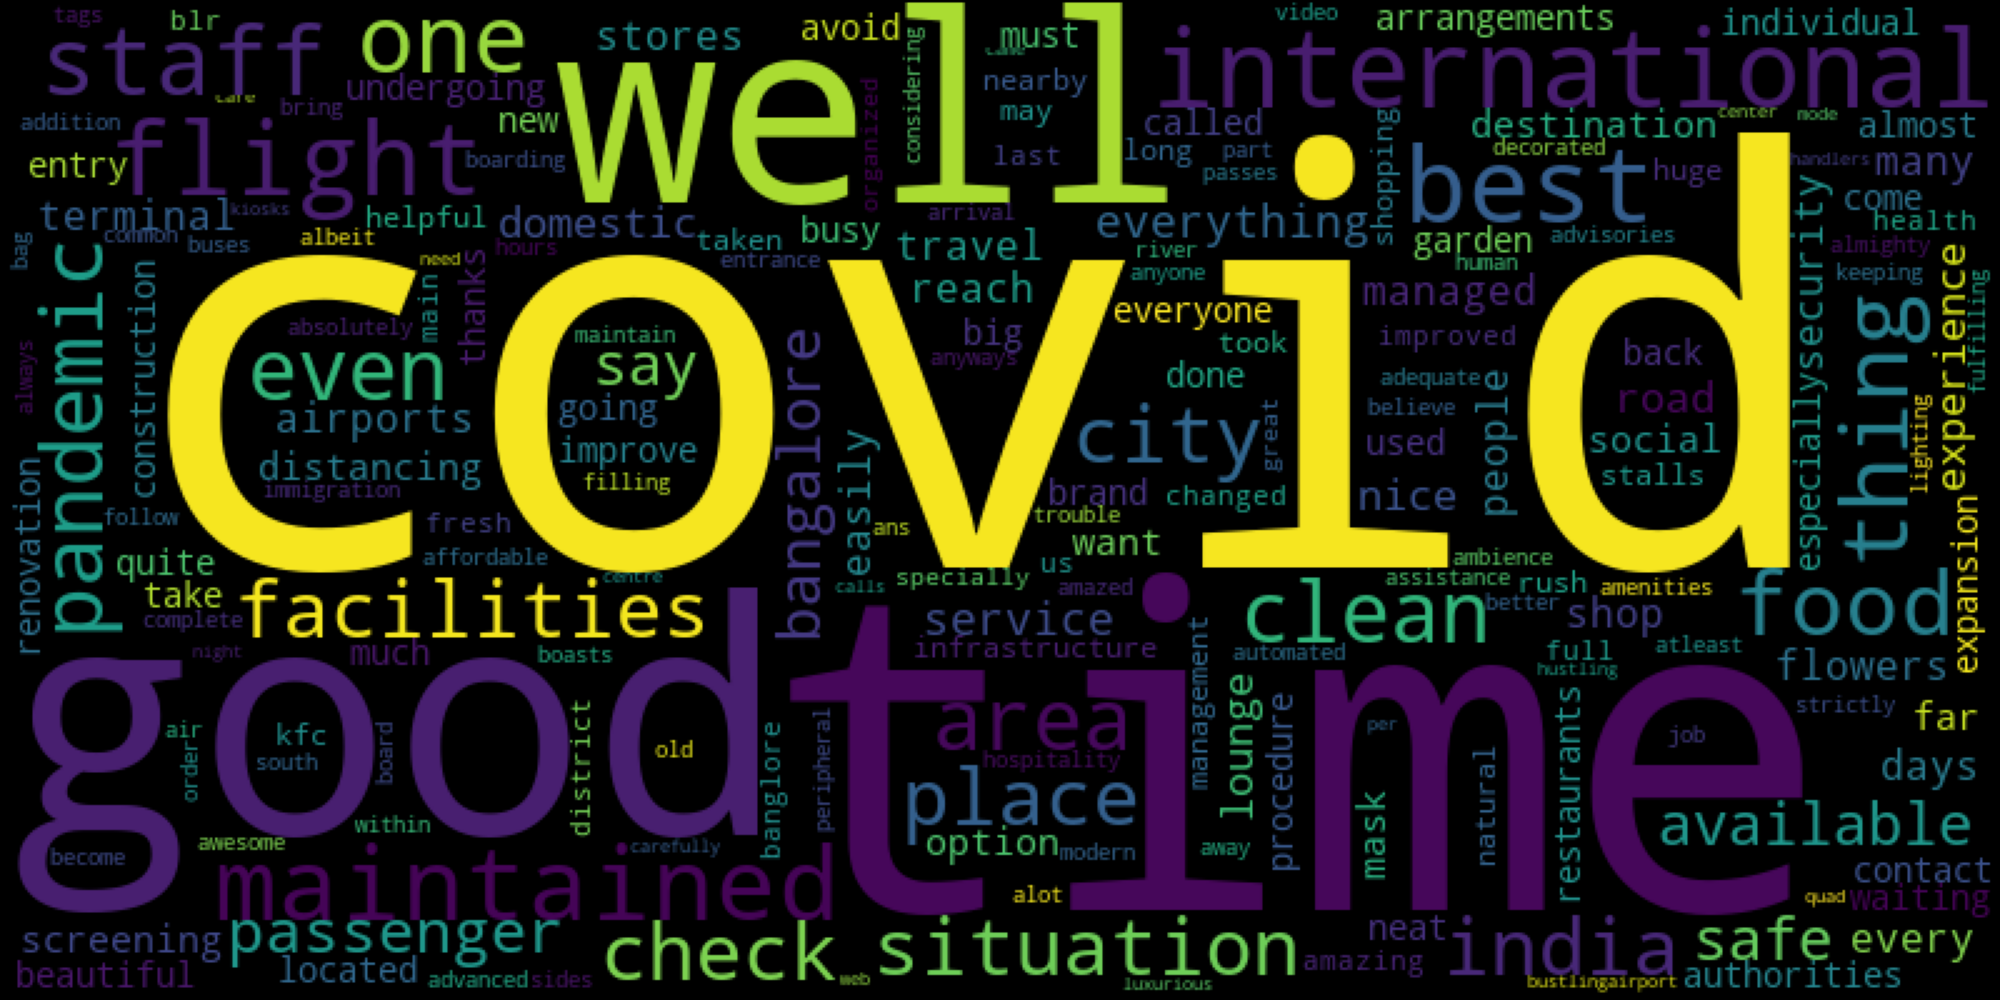 tags
blr
staff
one
stores
avoid
considering
must
video
arrangements
individual
well
international
care
bring
undergoing
organized
nearby
may
addition
new
called
shopping
destination
center
mode
almost
entry
flight
boarding
last
long
part
passes
best
decorated
huge
handlers
many
terminal
kiosks
helpful
domestic
arrival
everything
come
health
common
buses
albeit
hours
taken
busy
travel
river
garden
advisories
especiallysecurity
almighty
bag
pandemic
construction
main
need
thanks
entrance
reach
anyone
human
keeping
covid
absolutely
maintain
big
everyone
managed
thing
experience
fulfilling
always
even
say
bangalore
anyways
took
improved
back
airports
going
done
adequate
people
road
distancing
improve
easily
city
great
believe
used
social
lighting
immigration
filling
brand
changed
nice
stalls
renovation
follow
fresh
ans
trouble
expansion
quite
affordable
us
want
ambience
take
centre
calls
specially
amazed
assistance
rush
amenities
complete
facilities
service
clean
better
shop
food
night
much
boasts
infrastructure
management
automated
full
hustling
atleast
flowers
good
time
strictly
air
kfc
board
district
old
banglore
peripheral
area
lounge
procedure
per
natural
restaurants
job
far
order
south
hospitality
days
place
mask
available
within
awesome
become
carefully
option
modern
away
contact
maintained
alot
quad
waiting
screening
passenger
check
situation
neat
india
safe
every
beautiful
located
advanced
sides
web
luxurious
amazing
bustlingairport
authorities